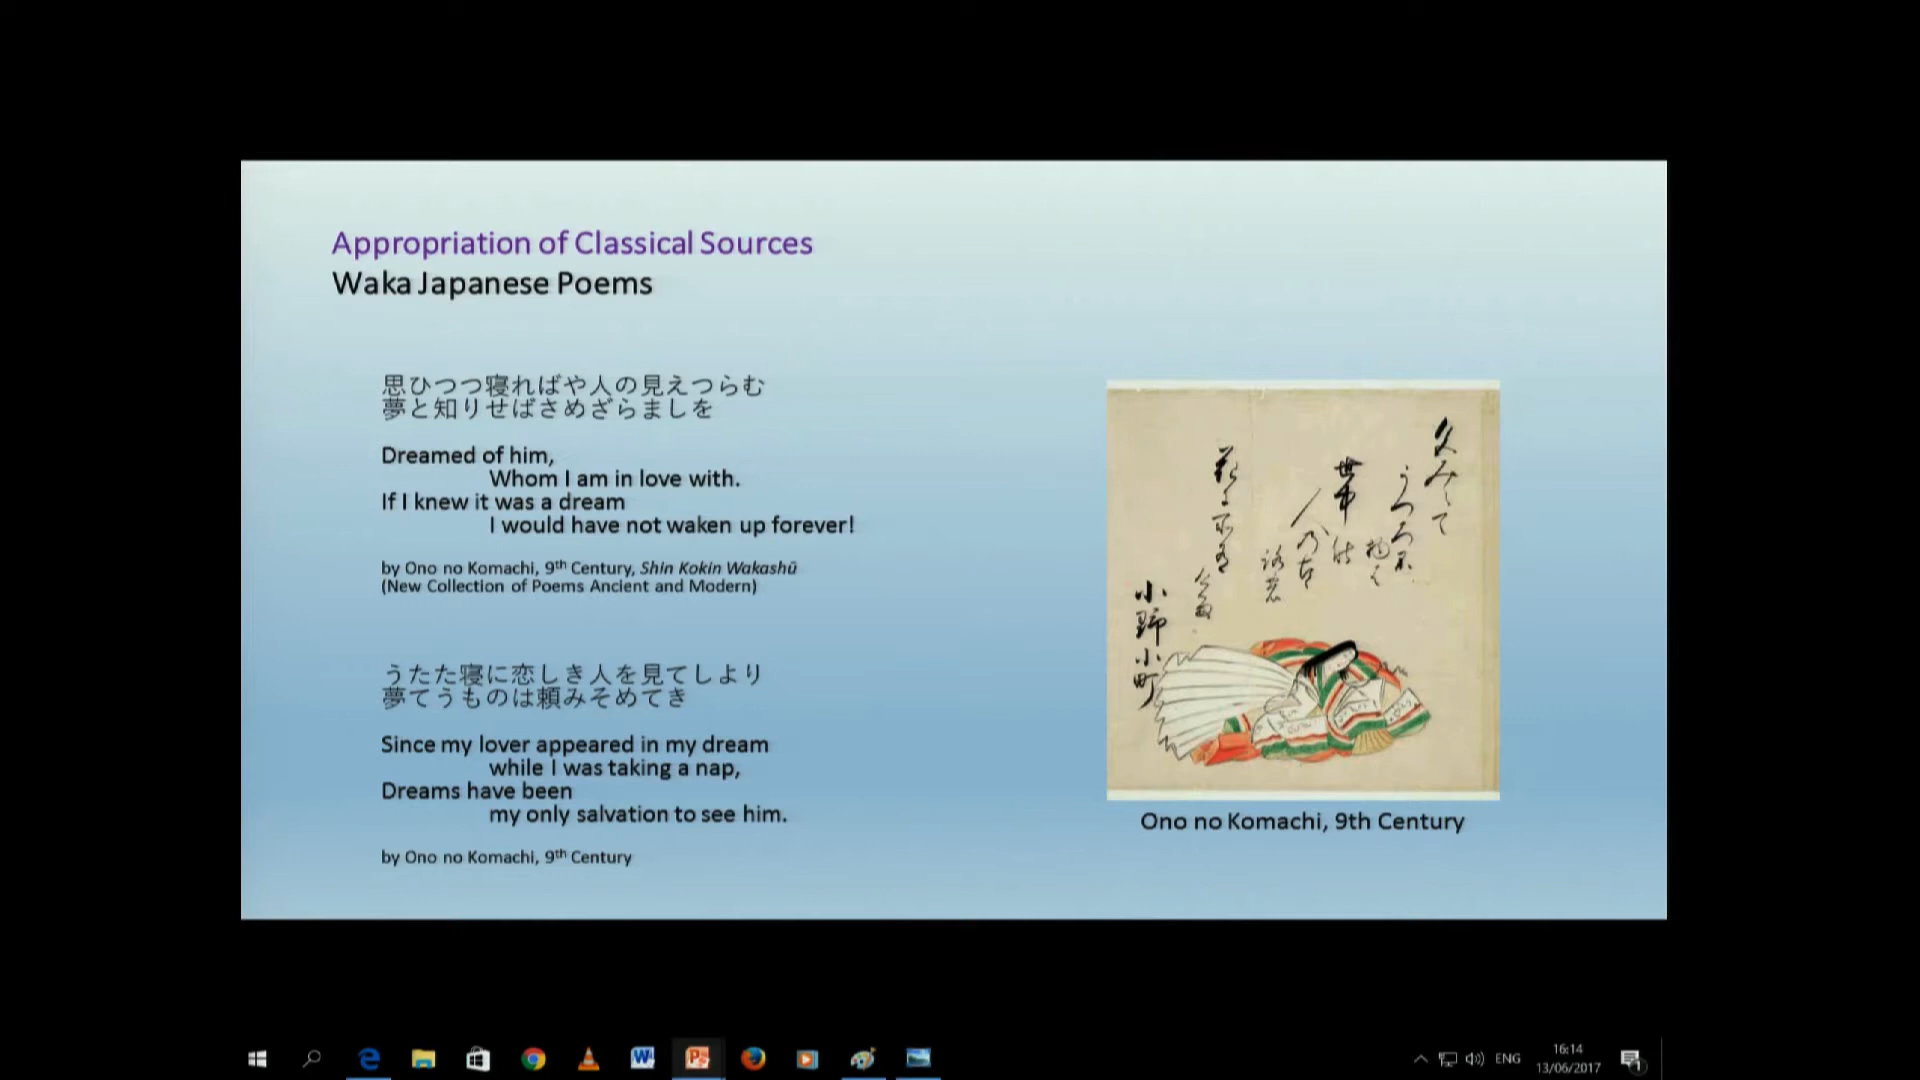 Appropriation of Classical Sources
Waka Japanese Poems
思ひつつ寝ればや人の見えつらむ
夢と知りせばさめざらましを
Dreamed of him,
Whom I am in love with.
If I knew it was a dream
I would have not waken up forever!
by Ono no Komachi, 9th Century, Shin Kokin Wakashū
(New Collection of Poems Ancient and Modern)
うたた寝に恋しき人を見てしより
夢てうものは頼みそめてき
Since my lover appeared in my dream
while I was taking a nap,
Dreams have been
my only salvation to see him.
by Ono no Komachi, 9th Century
小野小町
Ono no Komachi, 9th Century
ENG
16:14
13/06/2017